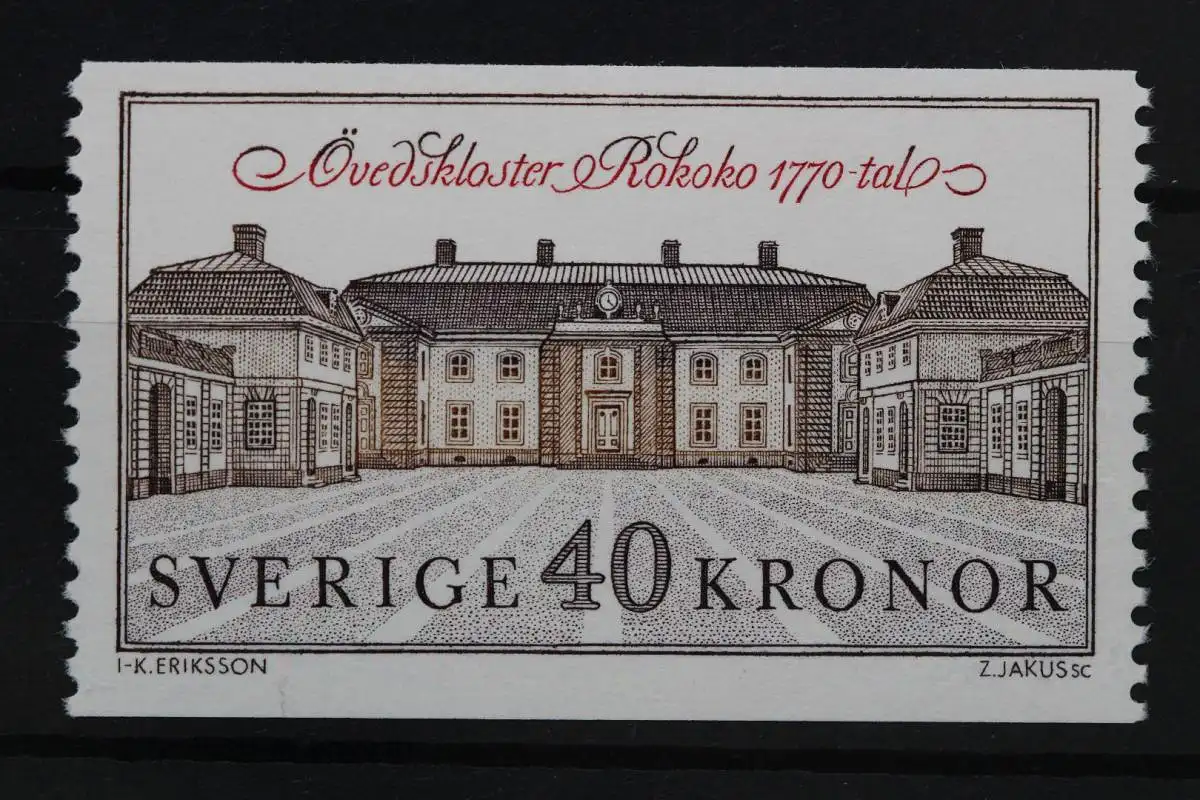 Övedskloster Rokoko 1770-tal
SVERIGE 40 KRONOR
I-K.ERIKSSON
Z.JAKUS SC